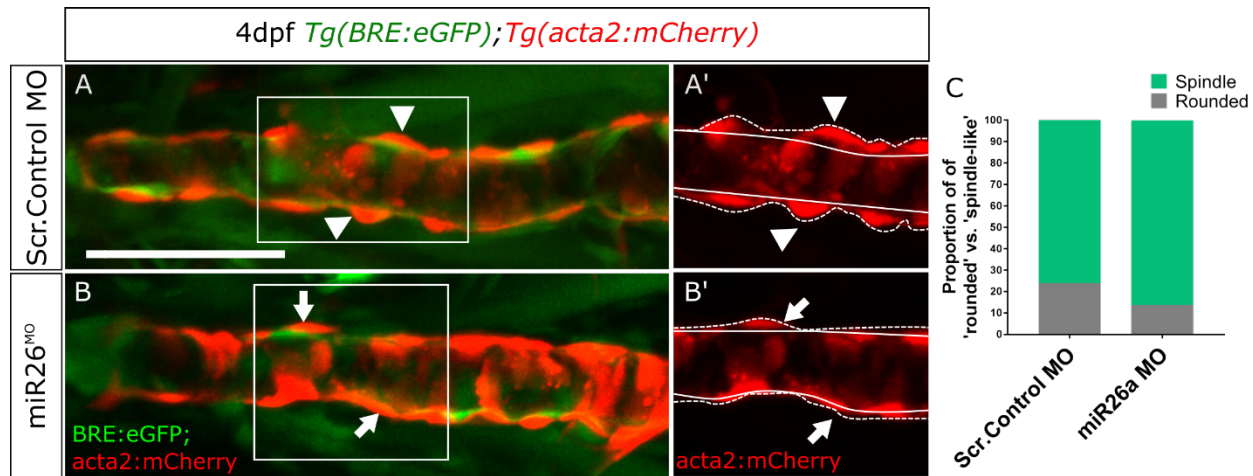 4dpf Tg(BRE:eGFP);Tg(acta2:mCherry)
Scr.Control MO
A
A'
miR26ᴹᴼ
B
BRE:eGFP;
acta2:mCherry
B'
acta2:mCherry
C
Spindle
Rounded
Proportion of of
'rounded' vs. 'spindle-like'
100
90
80
70
60
50
40
30
20
10
0
Scr.Control MO
miR26a MO